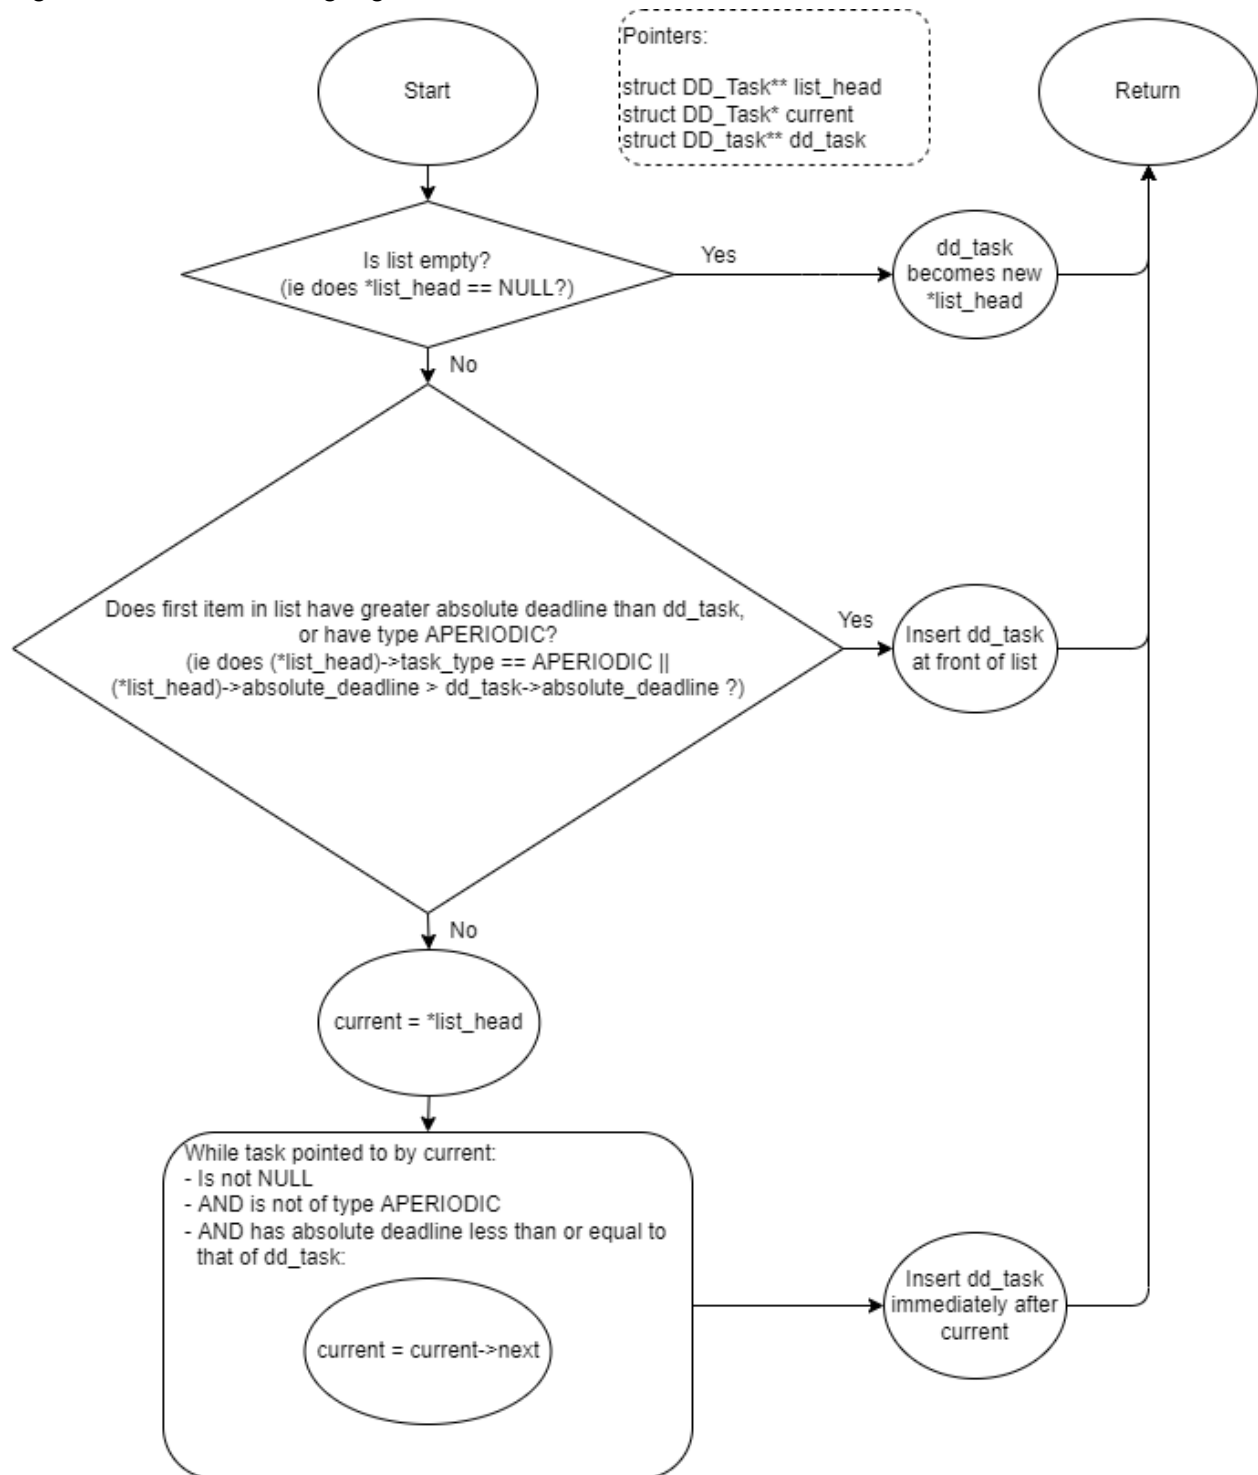 Start
Pointers:
struct DD_Task** list_head
struct DD_Task* current
struct DD_task** dd_task
Return
Is list empty?
(ie does *list_head == NULL?)
Yes
dd_task
becomes new
*list_head
No
Does first item in list have greater absolute deadline than dd_task,
or have type APERIODIC?
(ie does (*list_head)->task_type == APERIODIC ||
(*list_head)->absolute_deadline > dd_task->absolute_deadline ?)
Yes
Insert dd_task
at front of list
No
current = *list_head
While task pointed to by current:
- Is not NULL
- AND is not of type APERIODIC
- AND has absolute deadline less than or equal to
that of dd_task:
current = current->next
Insert dd_task
immediately after
current